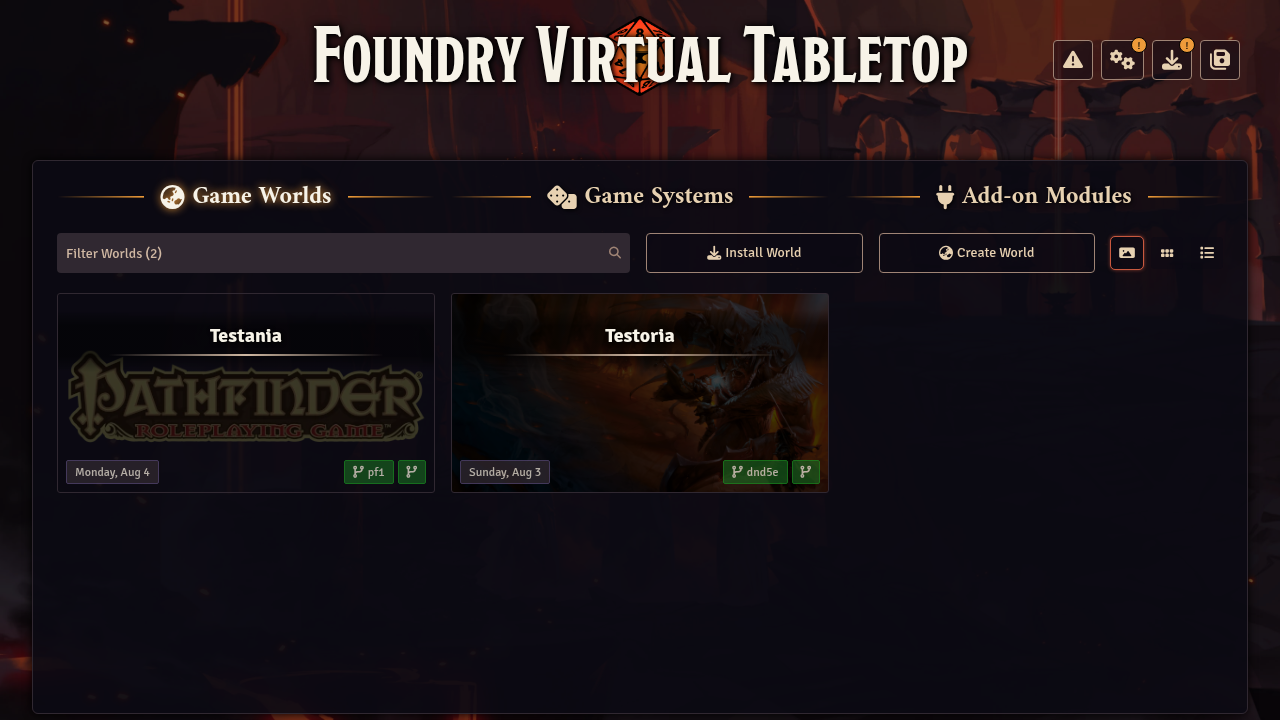 Foundry Virtual Tabletop
!
!
Game Worlds
Game Systems
Add-on Modules
Filter Worlds (2)
Install World
Create World
Testania
Testoria
PATHFINDER
ROLEPLAYING GAME™
Monday, Aug 4
pf1
Sunday, Aug 3
dnd5e